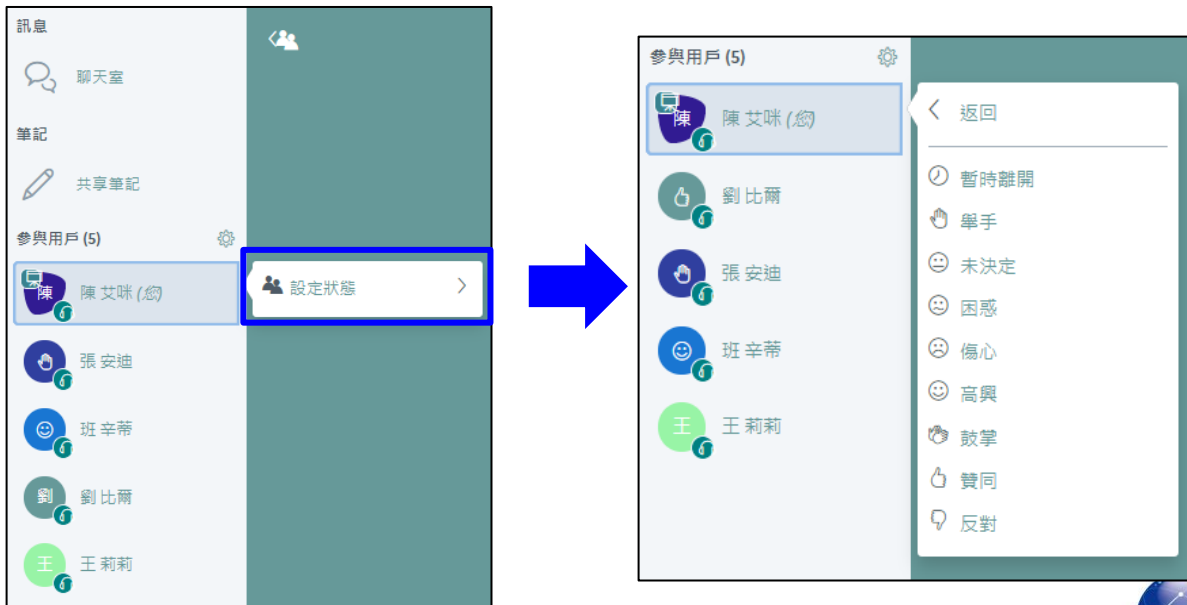 訊息
聊天室
筆記
共享筆記
參與用戶 (5)
陳
陳 艾咪 (您)
設定狀態
張 安迪
班 辛蒂
劉
劉 比爾
王
王 莉莉
參與用戶 (5)
陳
陳 艾咪 (您)
劉 比爾
張 安迪
班 辛蒂
王
王 莉莉
返回
暫時離開
舉手
未決定
困惑
傷心
高興
鼓掌
贊同
反對